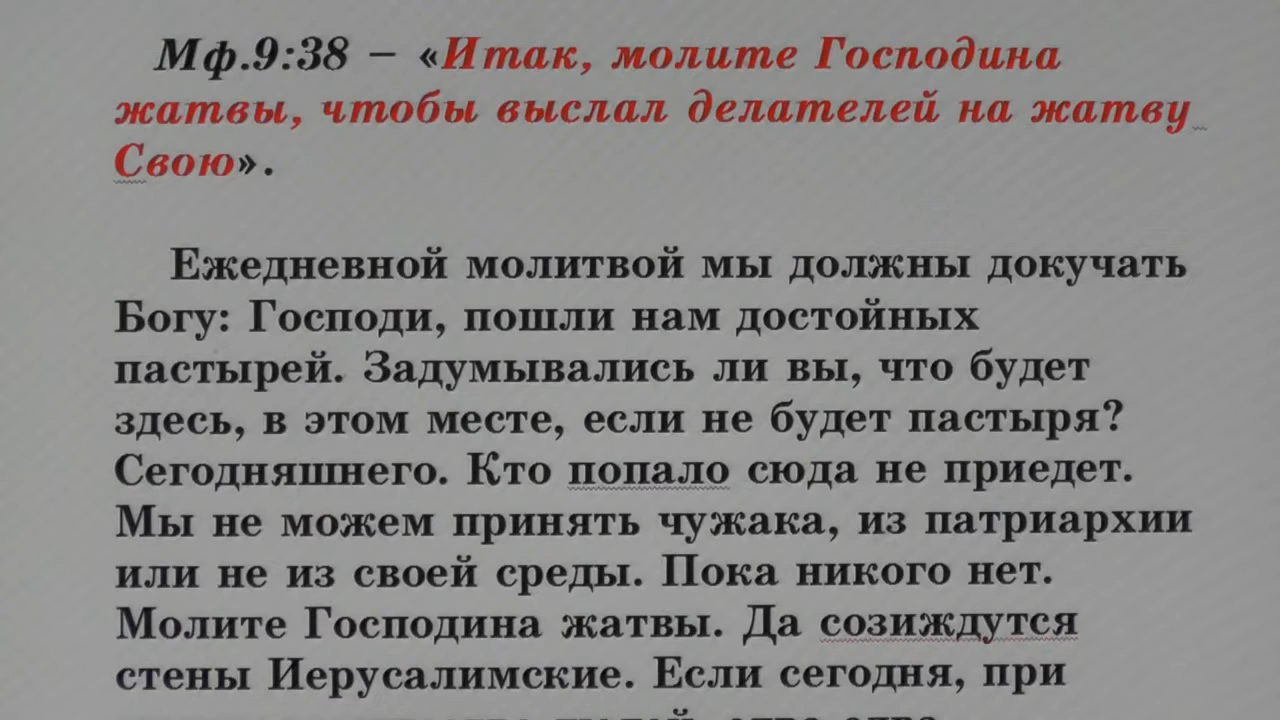 Мф.9:38 – «Итак, молите Господина
жатвы, чтобы выслал делателей на жатву
Свою».
Ежедневной молитвой мы должны докучать
Богу: Господи, пошли нам достойных
пастырей. Задумывались ли вы, что будет
здесь, в этом месте, если не будет пастыря?
Сегодняшнего. Кто попало сюда не приедет.
Мы не можем принять чужака, из патриархии
или не из своей среды. Пока никого нет.
Молите Господина жатвы. Да созиждутся
стены Иерусалимские. Если сегодня, при